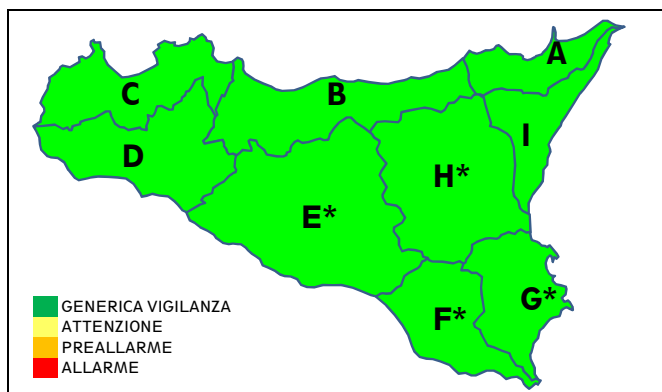 A
C
B
I
D
H*
E*
G*
F*
GENERICA VIGILANZA
ATTENZIONE
PREALLARME
ALLARME